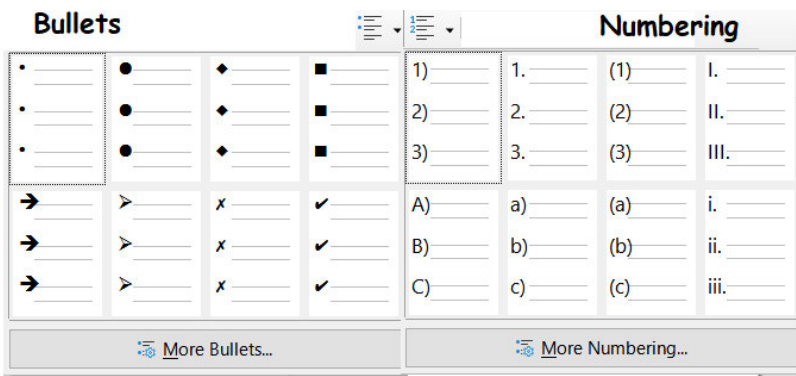 Bullets
Numbering
• • ● ◆ ■
• ● ◆ ■
• ● ◆ ■
➔ ➢ ✗ ✔
➔ ➢ ✗ ✔
➔ ➢ ✗ ✔
More Bullets...
1) 1. (1) I.
2) 2. (2) II.
3) 3. (3) III.
A) a) (a) i.
B) b) (b) ii.
C) c) (c) iii.
More Numbering...